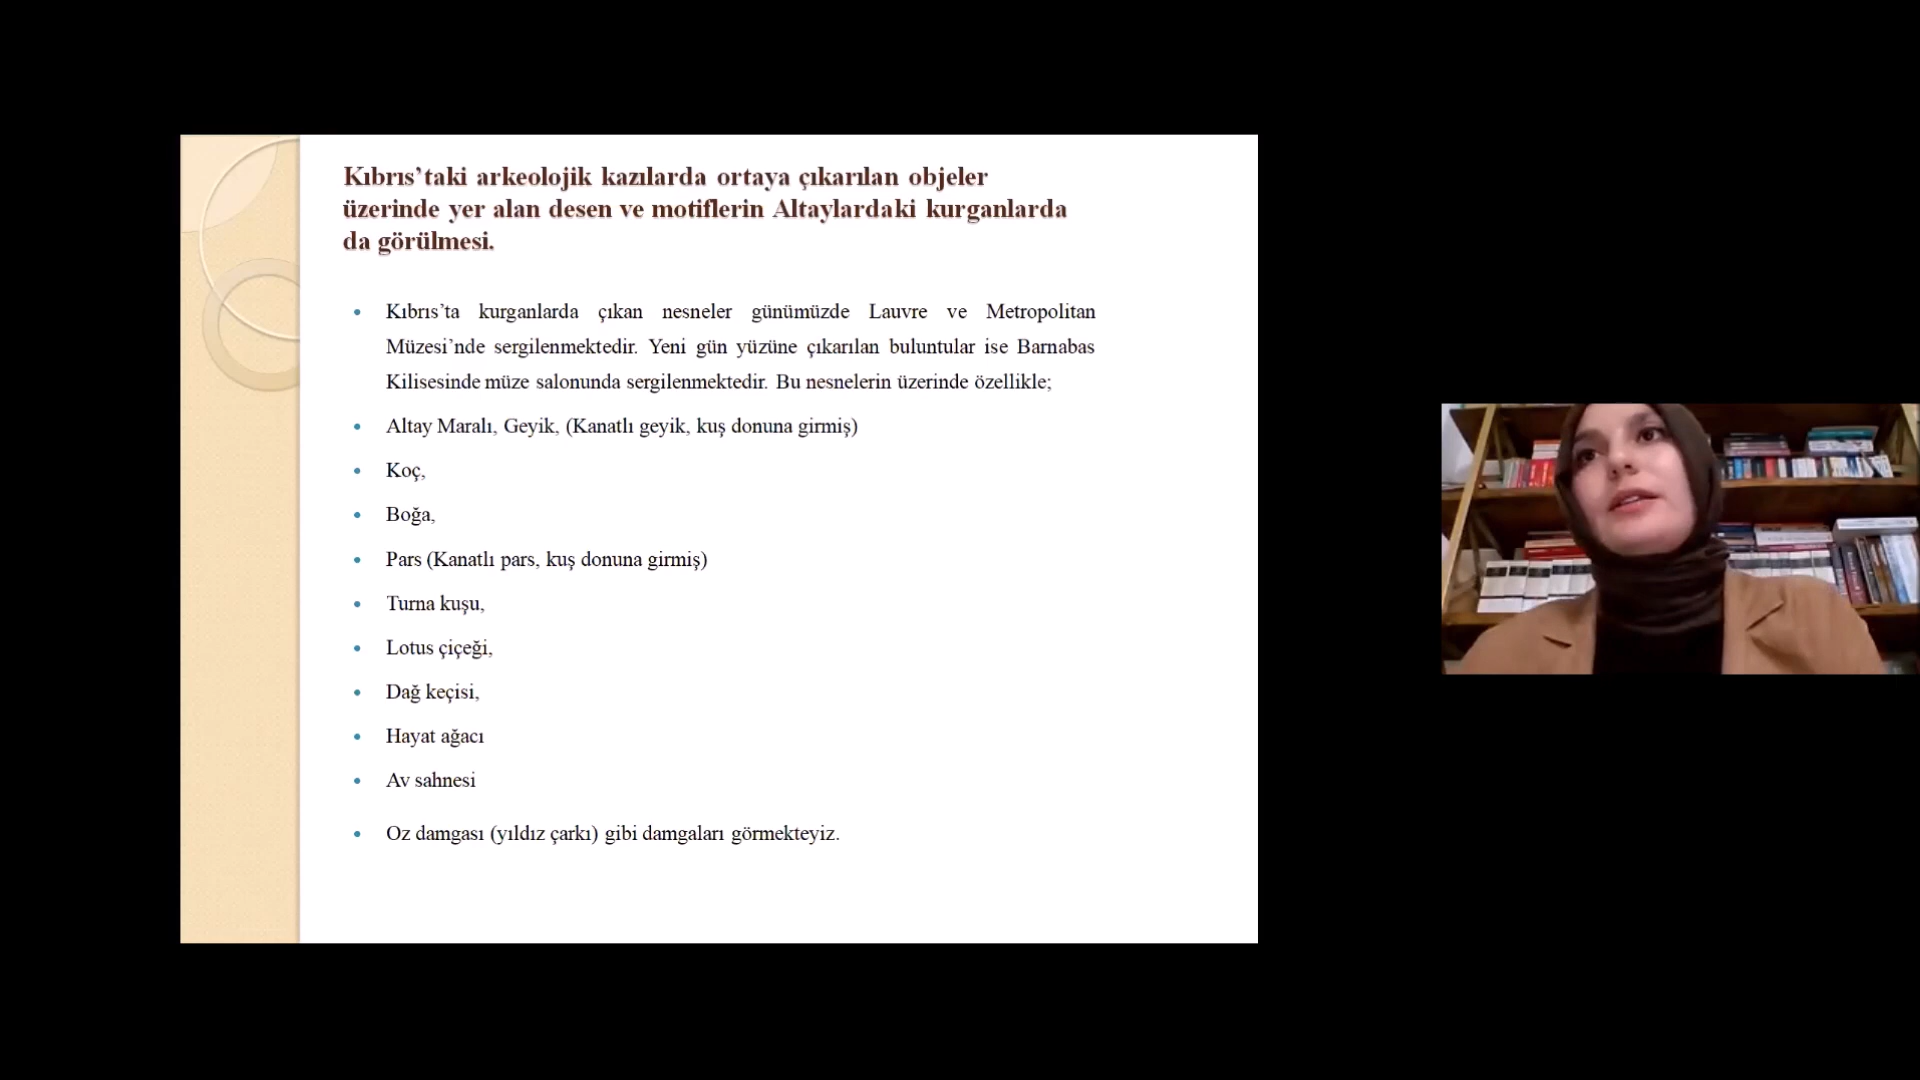 Kıbrıs’taki arkeolojik kazılarda ortaya çıkarılan objeler
üzerinde yer alan desen ve motiflerin Altaylardaki kurganlarda
da görülmesi.
• Kıbrıs’ta kurganlarda çıkan nesneler günümüzde Lauvre ve Metropolitan
Müzesi’nde sergilenmektedir. Yeni gün yüzüne çıkarılan buluntular ise Barnabas
Kilisesinde müze salonunda sergilenmektedir. Bu nesnelerin üzerinde özellikle;
• Altay Maralı, Geyik, (Kanatlı geyik, kuş donuna girmiş)
• Koç,
• Boğa,
• Pars (Kanatlı pars, kuş donuna girmiş)
• Turna kuşu,
• Lotus çiçeği,
• Dağ keçisi,
• Hayat ağacı
• Av sahnesi
• Oz damgası (yıldız çarkı) gibi damgaları görmekteyiz.